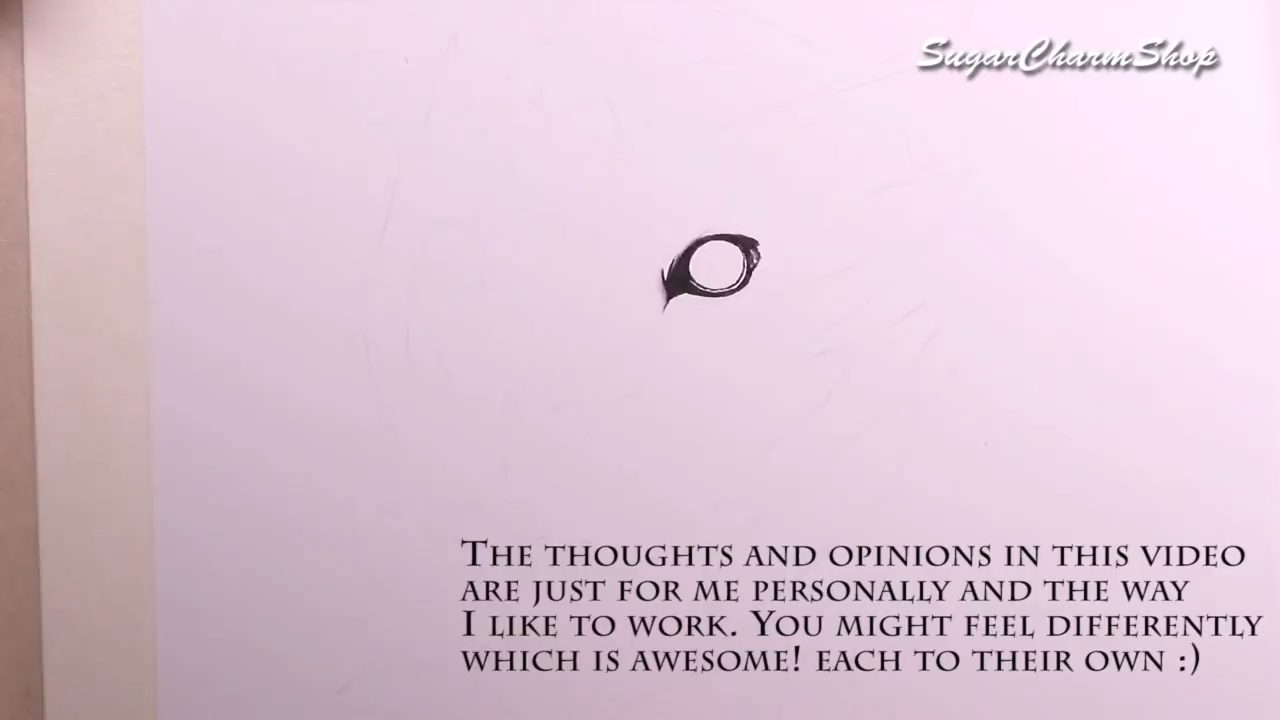 SugarCharmShop
The thoughts and opinions in this video
are just for me personally and the way
I like to work. You might feel differently
which is awesome! each to their own :)